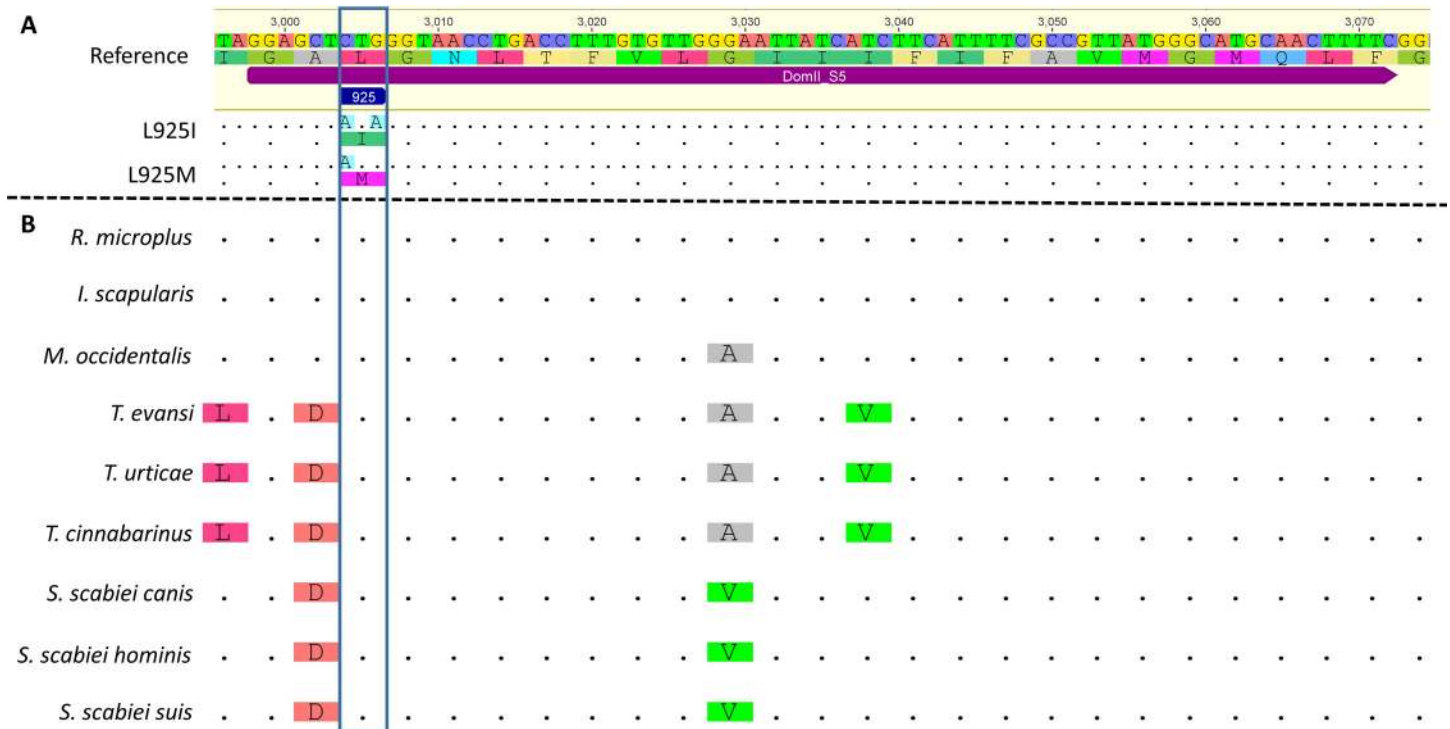 A
3,000 3,010 3,020 3,030 3,040 3,050 3,060 3,070
TAGGAGCTCTGGGTAACCTGACCTTTGTGTTGGGAATTATCATCTTCATTTTCGCCGTTATGGGCATGCAACTTTTCGG
Reference I G A L G N L T F V L G I I I F I F A V M G M Q L F G
DomII_S5
925
A . A
L925I
I
A
L925M
M
B
R. microplus
I. scapularis
M. occidentalis A
T. evansi L D A V
T. urticae L D A V
T. cinnabarinus L D A V
S. scabiei canis D V
S. scabiei hominis D V
S. scabiei suis D V